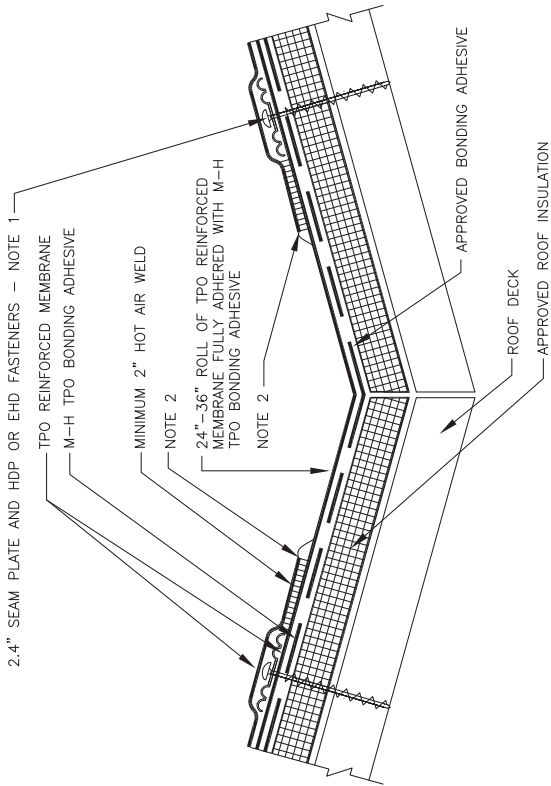 2.4" SEAM PLATE AND HDP OR EHD FASTENERS – NOTE 1
TPO REINFORCED MEMBRANE
M–H TPO BONDING ADHESIVE
MINIMUM 2" HOT AIR WELD
NOTE 2
24"–36" ROLL OF TPO REINFORCED
MEMBRANE FULLY ADHERED WITH M–H
TPO BONDING ADHESIVE
NOTE 2
APPROVED BONDING ADHESIVE
ROOF DECK
APPROVED ROOF INSULATION